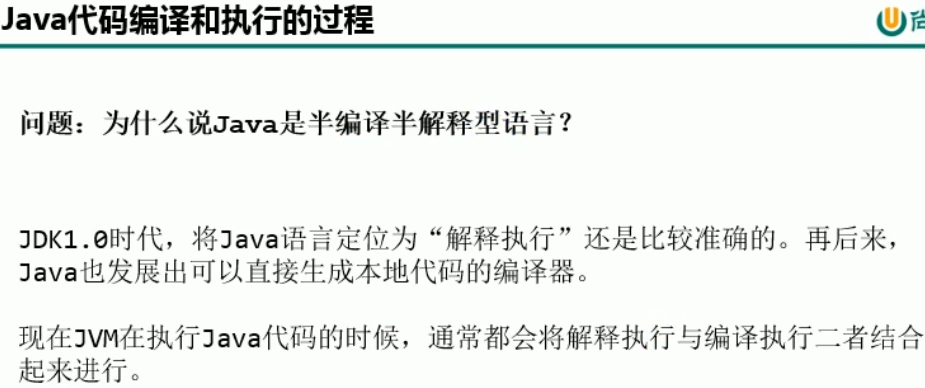 Java代码编译和执行的过程
尚
问题：为什么说Java是半编译半解释型语言？
JDK1.0时代，将Java语言定位为“解释执行”还是比较准确的。再后来，
Java也发展出可以直接生成本地代码的编译器。
现在JVM在执行Java代码的时候，通常都会将解释执行与编译执行二者结合
起来进行。